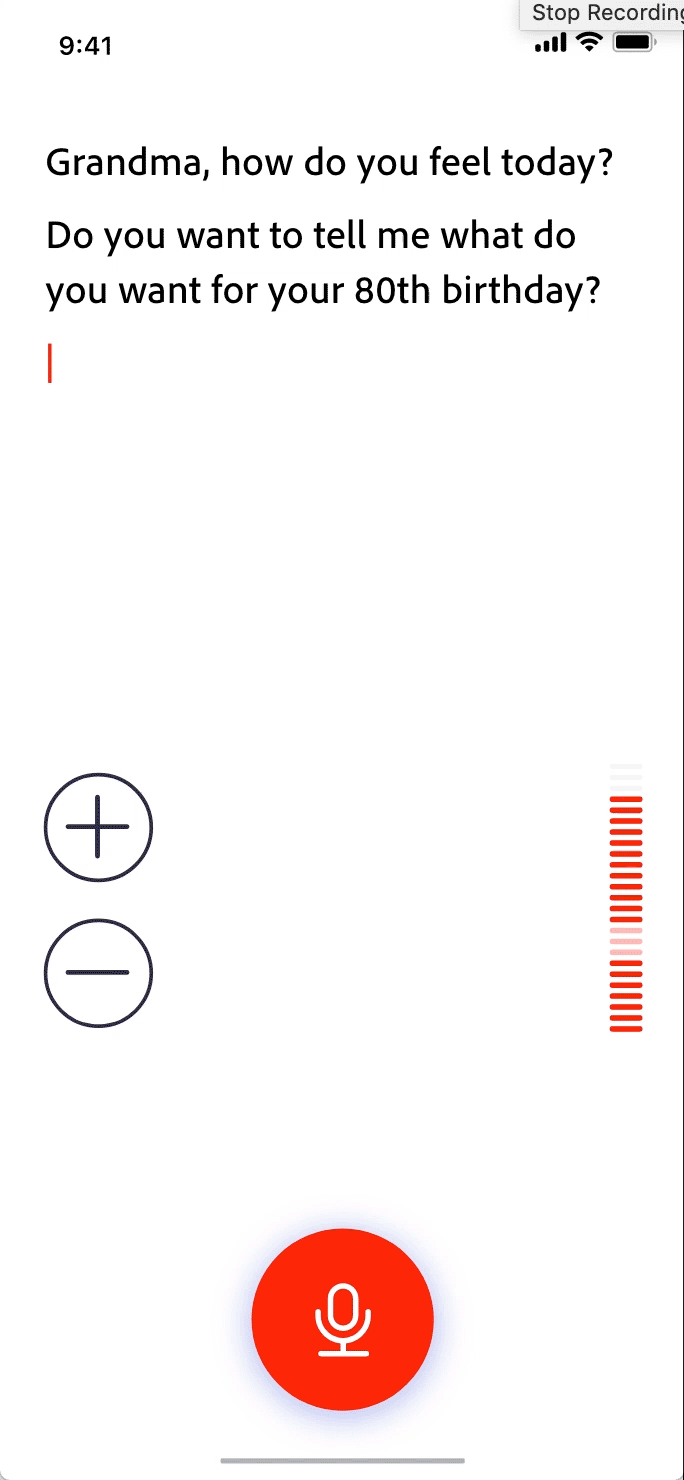 Stop Recording
9:41
Grandma, how do you feel today?
Do you want to tell me what do
you want for your 80th birthday?